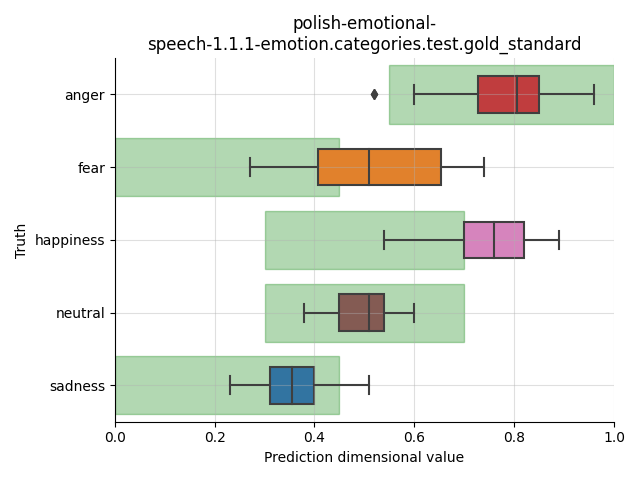 polish-emotional-
speech-1.1.1-emotion.categories.test.gold_standard
anger
fear
happiness
neutral
sadness
Truth
0.0 0.2 0.4 0.6 0.8 1.0
Prediction dimensional value